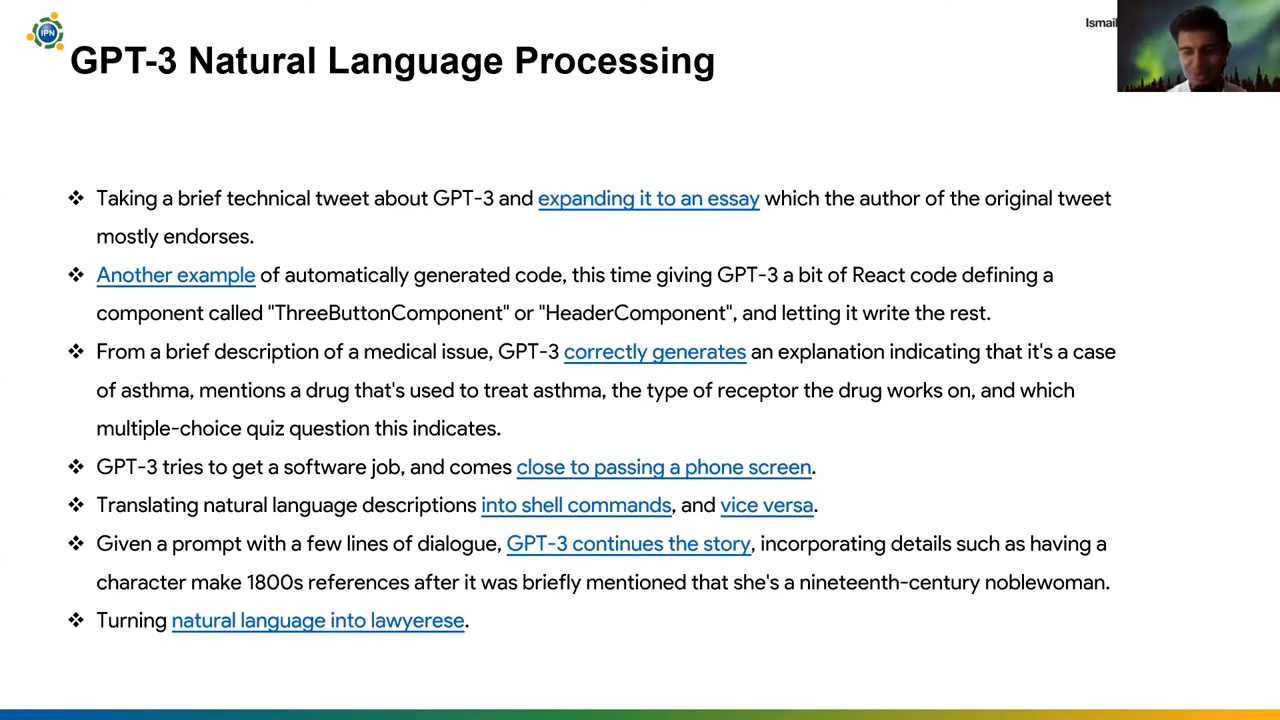 IPN
Ismail
GPT-3 Natural Language Processing
❖ Taking a brief technical tweet about GPT-3 and expanding it to an essay which the author of the original tweet
mostly endorses.
❖ Another example of automatically generated code, this time giving GPT-3 a bit of React code defining a
component called "ThreeButtonComponent" or "HeaderComponent", and letting it write the rest.
❖ From a brief description of a medical issue, GPT-3 correctly generates an explanation indicating that it's a case
of asthma, mentions a drug that's used to treat asthma, the type of receptor the drug works on, and which
multiple-choice quiz question this indicates.
❖ GPT-3 tries to get a software job, and comes close to passing a phone screen.
❖ Translating natural language descriptions into shell commands, and vice versa.
❖ Given a prompt with a few lines of dialogue, GPT-3 continues the story, incorporating details such as having a
character make 1800s references after it was briefly mentioned that she's a nineteenth-century noblewoman.
❖ Turning natural language into lawyerese.